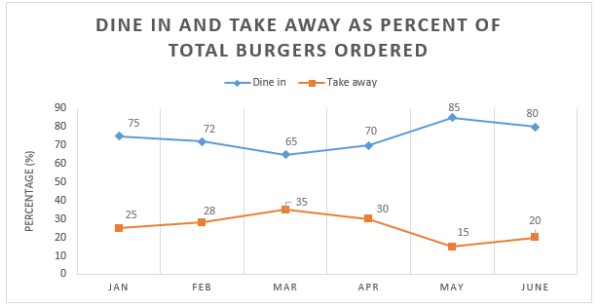 DINE IN AND TAKE AWAY AS PERCENT OF
TOTAL BURGERS ORDERED
Dine in Take away
PERCENTAGE (%)
90
80
70
60
50
40
30
20
10
0
75 72 65 70 85 80
25 28 35 30 15 20
JAN FEB MAR APR MAY JUNE